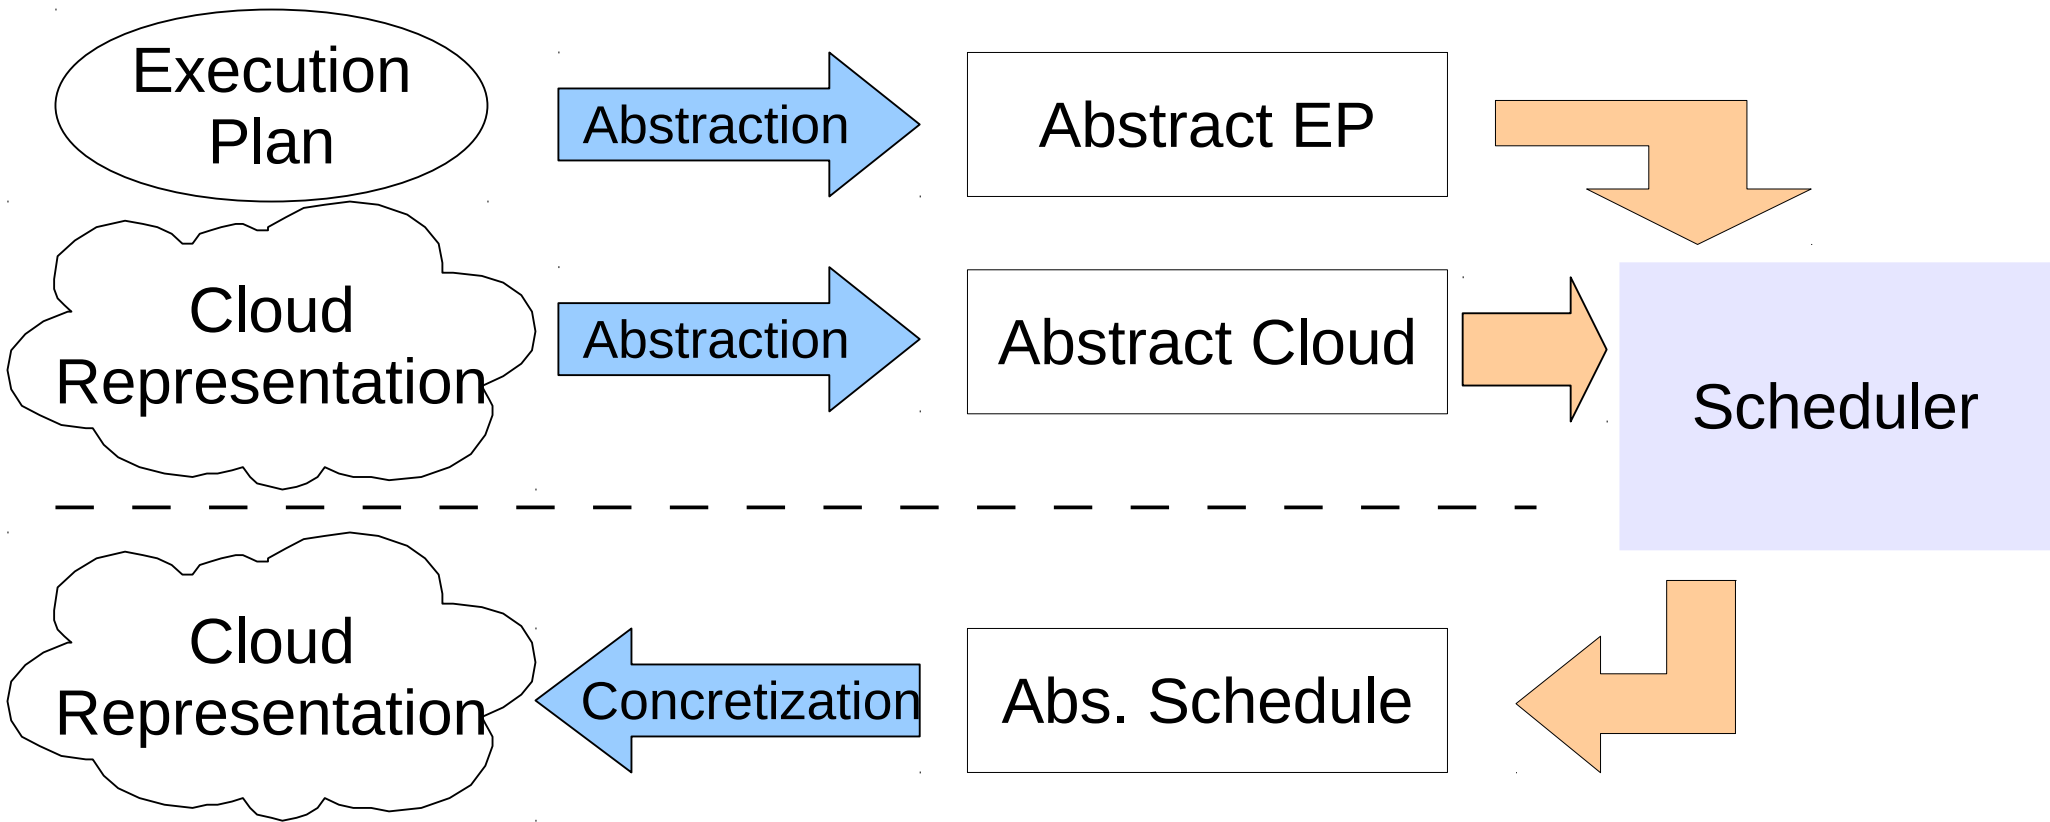 Execution
Plan
Abstraction
Abstract EP
Cloud
Representation
Abstraction
Abstract Cloud
Scheduler
Cloud
Representation
Concretization
Abs. Schedule